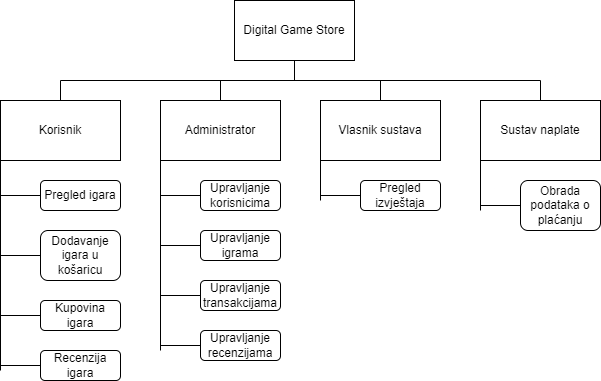 Digital Game Store
Korisnik
Administrator
Vlasnik sustava
Sustav naplate
Pregled igara
Dodavanje
igara u
košaricu
Kupovina
igara
Recenzija
igara
Upravljanje
korisnicima
Upravljanje
igrama
Upravljanje
transakcijama
Upravljanje
recenzijama
Pregled
izvještaja
Obrada
podataka o
plaćanju